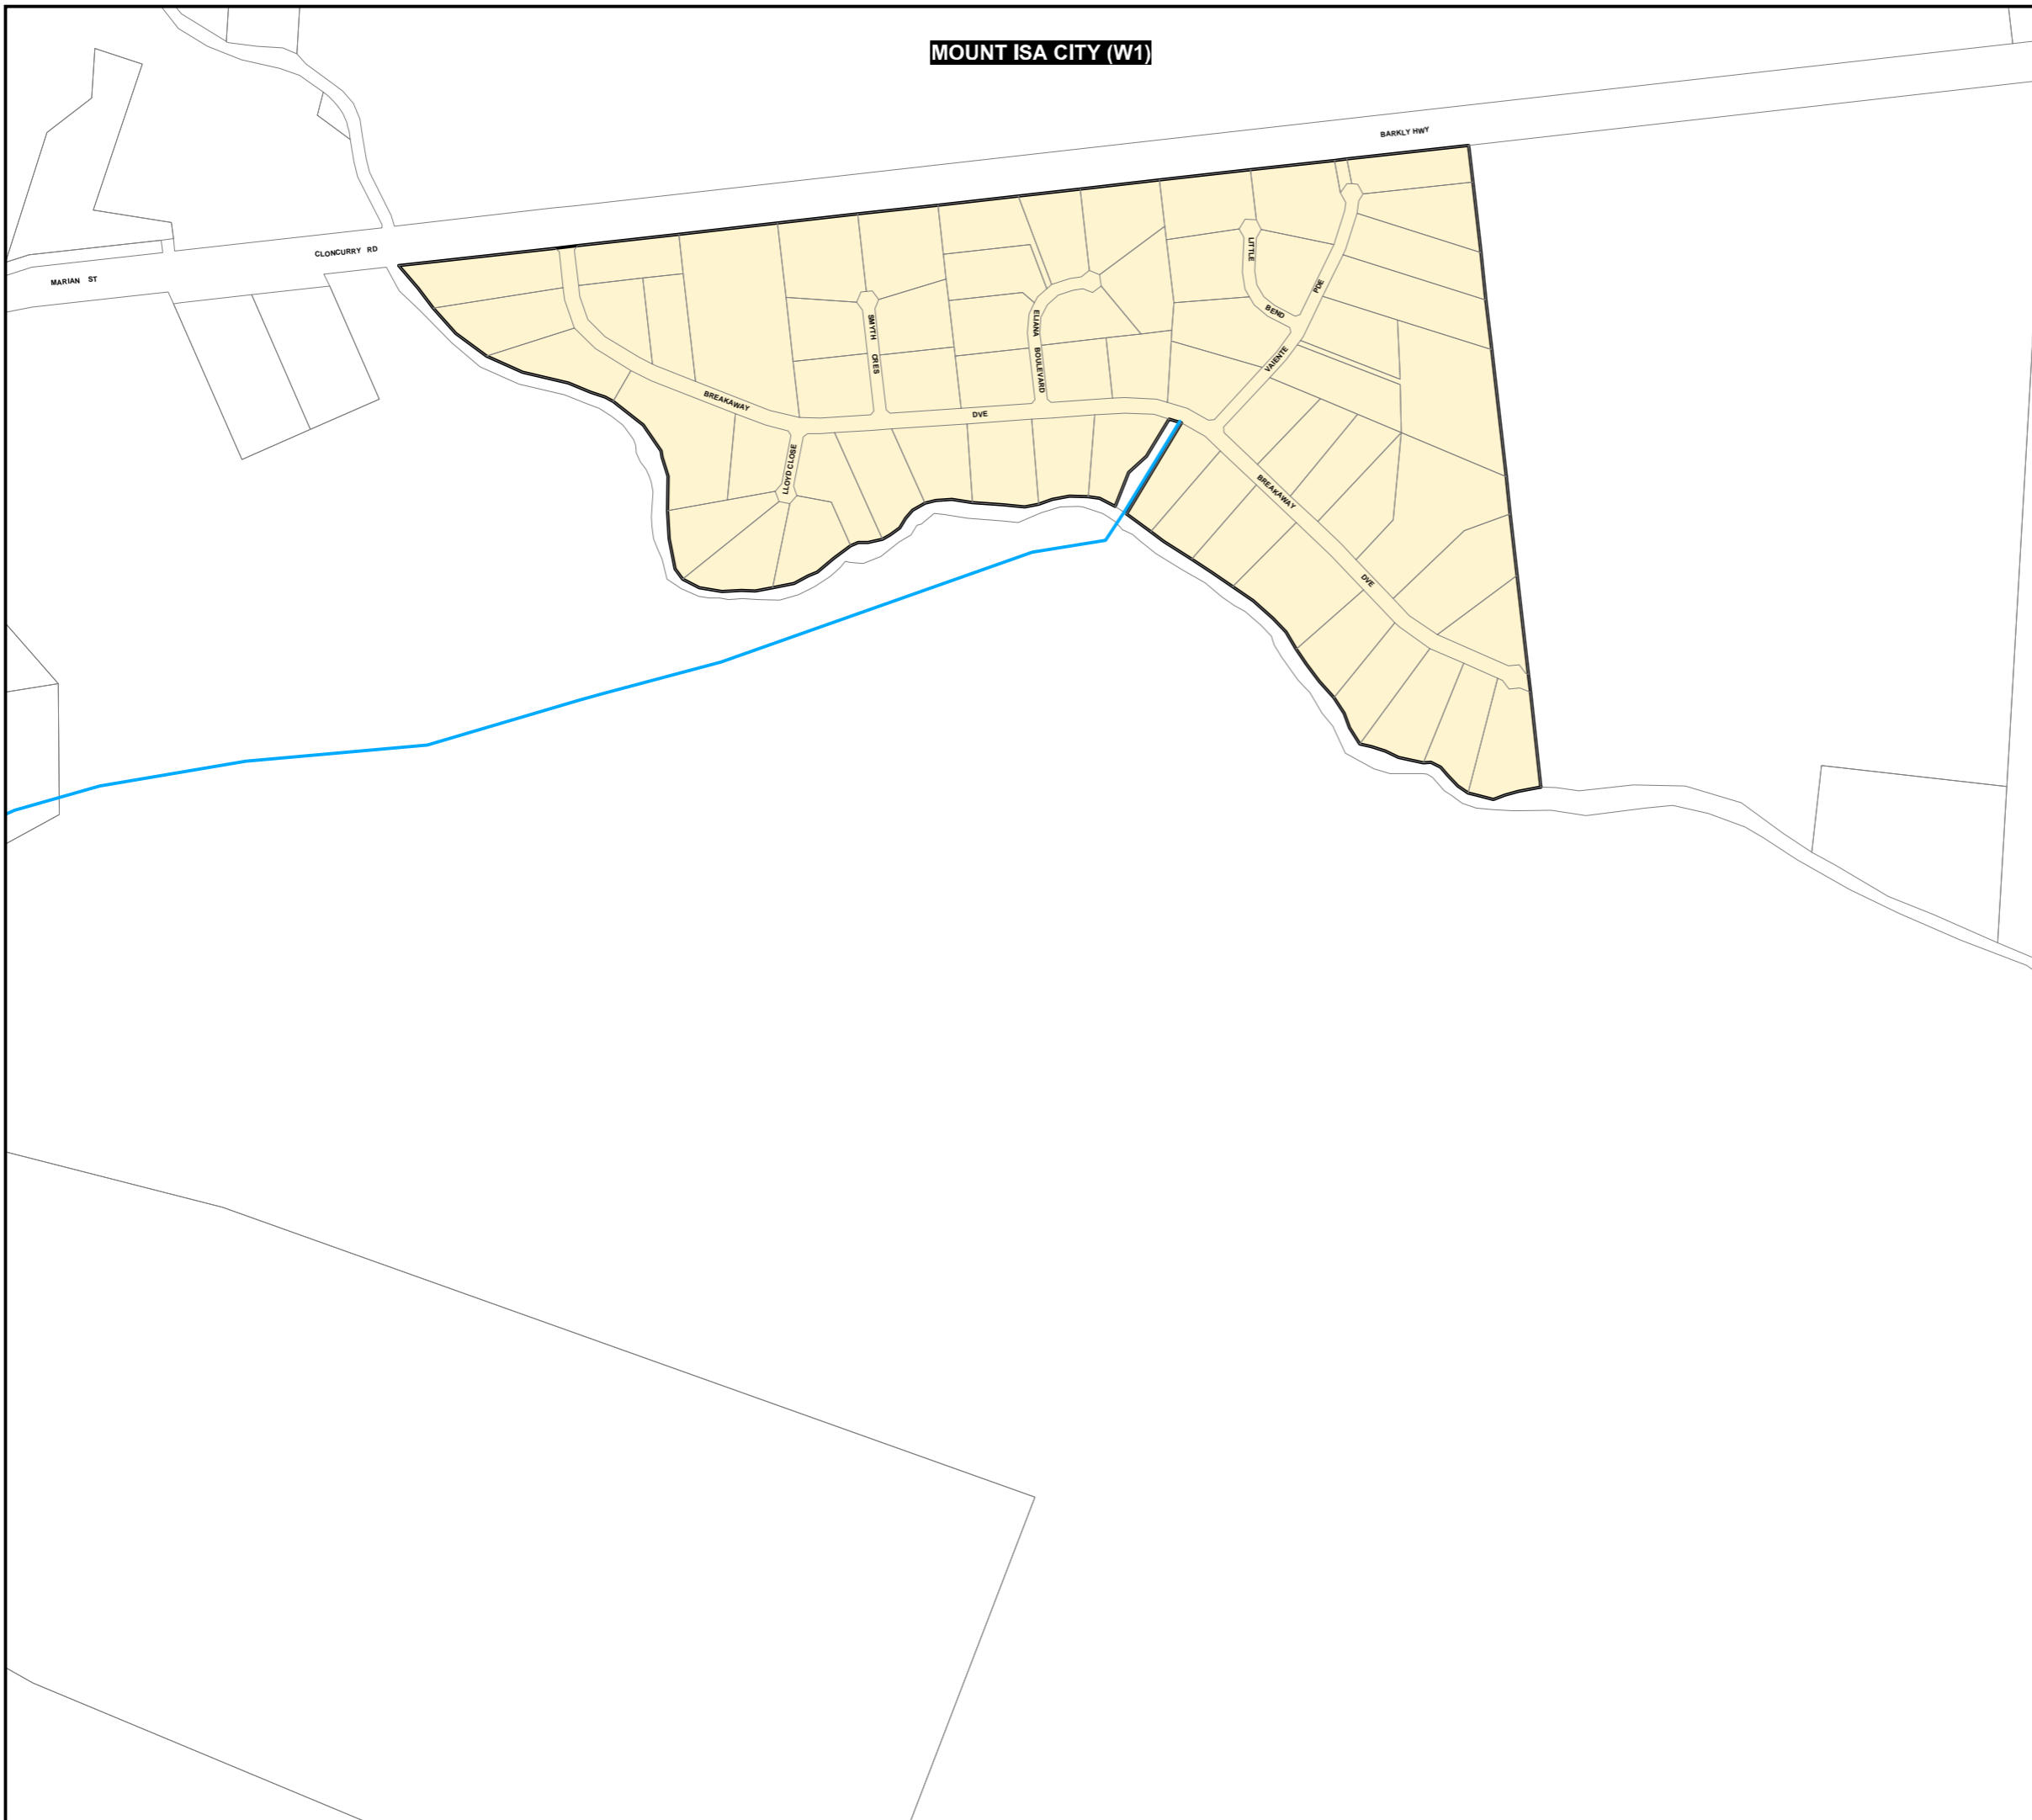 MOUNT ISA CITY (W1)
BARKLY HWY
CLONCURRY RD
MARIAN ST
LITTLE
BEND
PDE
VAIENTE
SMYTH CRES
ELIANA BOULEVARD
BREAKAWAY
DVE
LLOYD CLOSE
BREAKAWAY
DVE